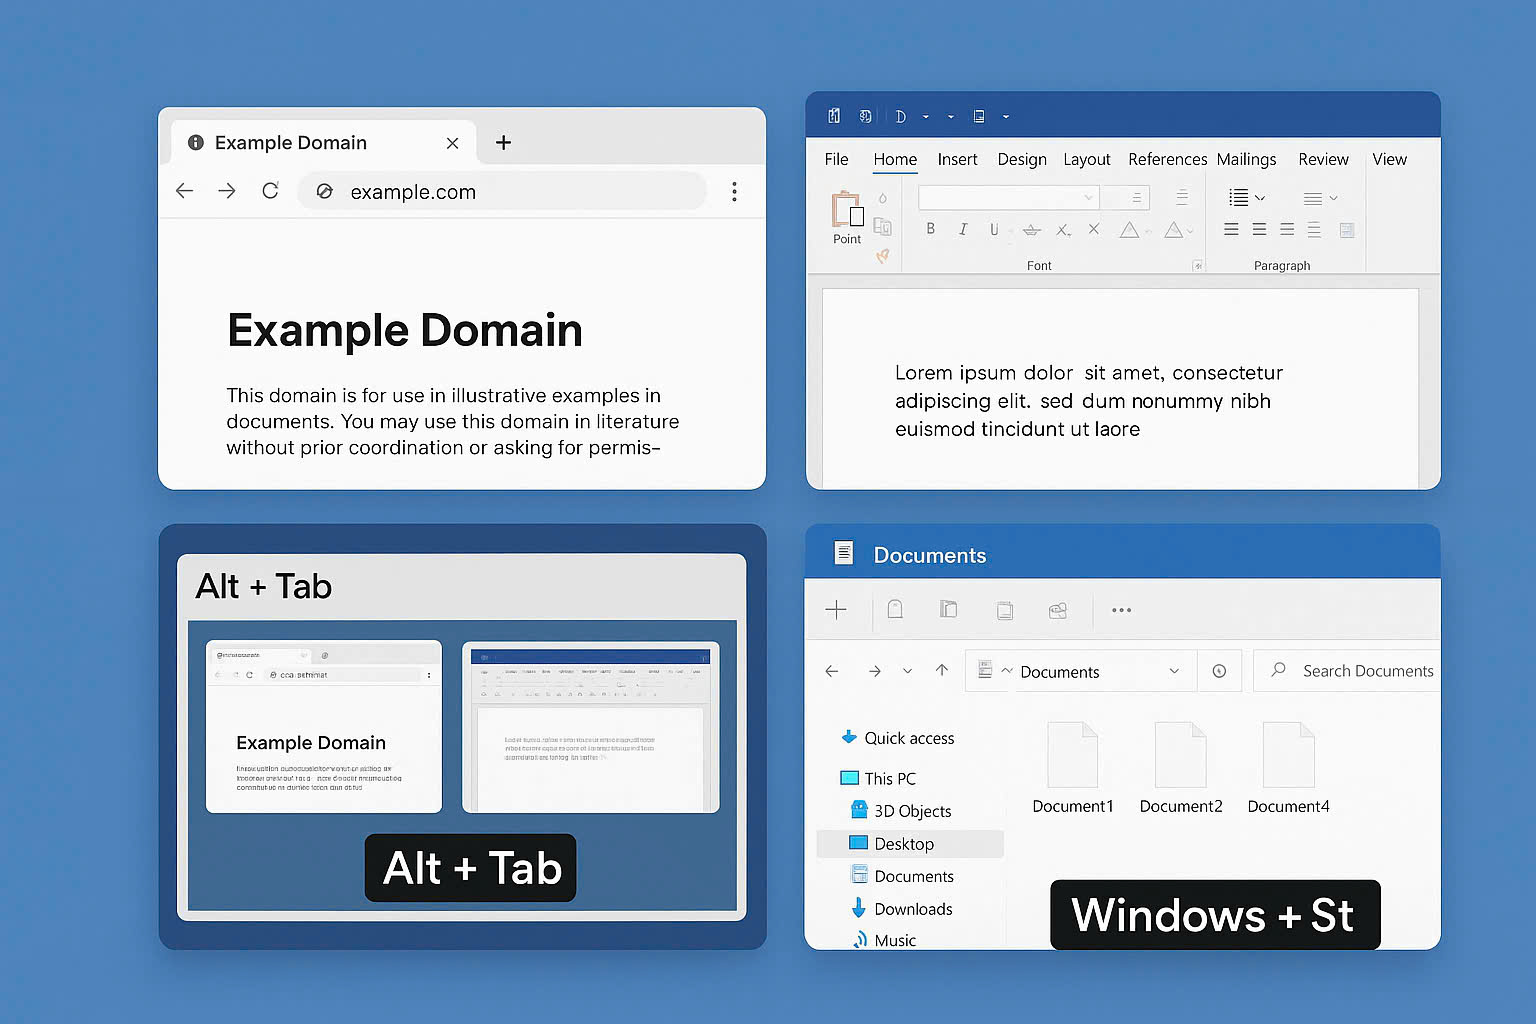 Example Domain
example.com
Example Domain
This domain is for use in illustrative examples in
documents. You may use this domain in literature
without prior coordination or asking for permis-
File Home Insert Design Layout References Mailings Review View
Point
B I U
Font
Paragraph
Lorem ipsum dolor sit amet, consectetur
adipiscing elit. sed dum nonummy nibh
euismod tincidunt ut laore
Alt + Tab
Example Domain
Alt + Tab
Documents
Documents
Search Documents
Quick access
This PC
3D Objects
Desktop
Documents
Downloads
Music
Document1 Document2 Document4
Windows + St